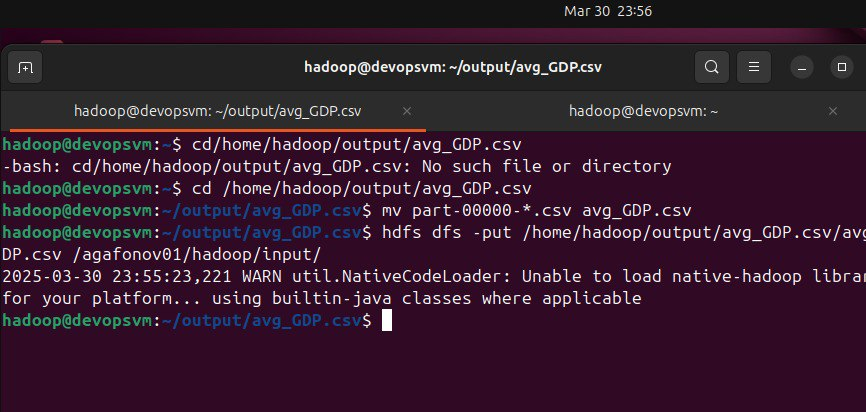 Mar 30 23:56
hadoop@devopsvm: ~/output/avg_GDP.csv
hadoop@devopsvm: ~/output/avg_GDP.csv ×
hadoop@devopsvm: ~ ×
hadoop@devopsvm:~$ cd/home/hadoop/output/avg_GDP.csv
-bash: cd/home/hadoop/output/avg_GDP.csv: No such file or directory
hadoop@devopsvm:~$ cd /home/hadoop/output/avg_GDP.csv
hadoop@devopsvm:~/output/avg_GDP.csv$ mv part-00000-*.csv avg_GDP.csv
hadoop@devopsvm:~/output/avg_GDP.csv$ hdfs dfs -put /home/hadoop/output/avg_GDP.csv/avg
DP.csv /agafonov01/hadoop/input/
2025-03-30 23:55:23,221 WARN util.NativeCodeLoader: Unable to load native-hadoop librar
for your platform... using builtin-java classes where applicable
hadoop@devopsvm:~/output/avg_GDP.csv$